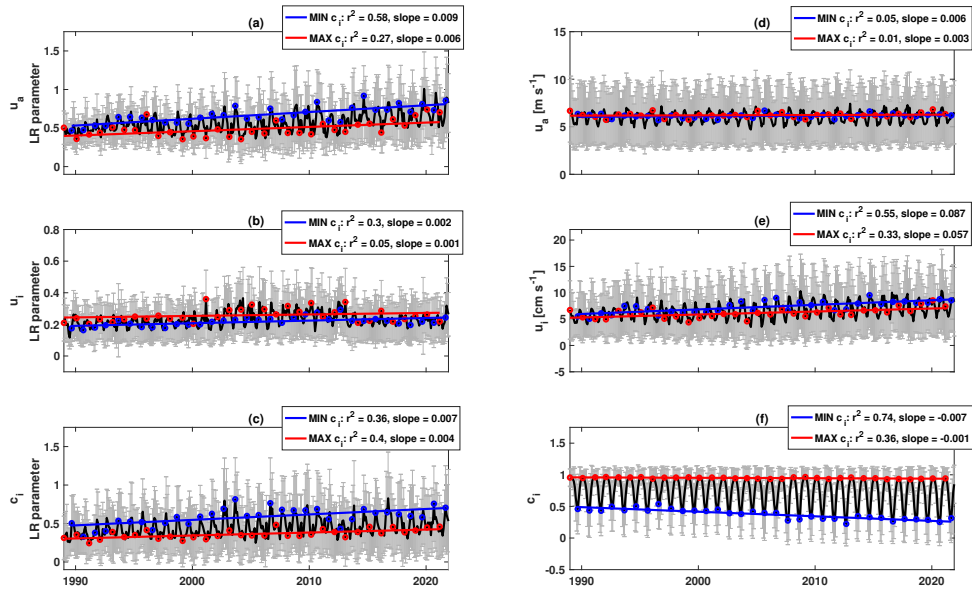 (a)
MIN c_i: r^2 = 0.58, slope = 0.009
MAX c_i: r^2 = 0.27, slope = 0.006
u_a
LR parameter
1.5
1
0.5
0
(b)
MIN c_i: r^2 = 0.3, slope = 0.002
MAX c_i: r^2 = 0.05, slope = 0.001
u_i
LR parameter
0.8
0.6
0.4
0.2
0
(c)
MIN c_i: r^2 = 0.36, slope = 0.007
MAX c_i: r^2 = 0.4, slope = 0.004
c_i
LR parameter
1.5
1
0.5
0
1990
2000
2010
2020
(d)
MIN c_i: r^2 = 0.05, slope = 0.006
MAX c_i: r^2 = 0.01, slope = 0.003
u_a [m s^-1]
15
10
5
0
(e)
MIN c_i: r^2 = 0.55, slope = 0.087
MAX c_i: r^2 = 0.33, slope = 0.057
u_i [cm s^-1]
20
15
10
5
0
-5
(f)
MIN c_i: r^2 = 0.74, slope = -0.007
MAX c_i: r^2 = 0.36, slope = -0.001
c_i
1.5
1
0.5
0
-0.5
1990
2000
2010
2020